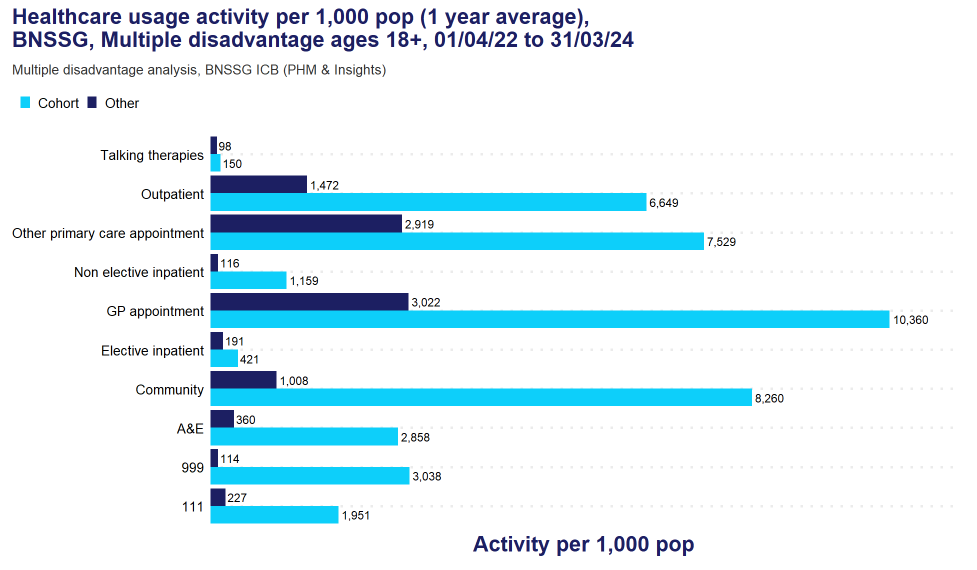 Healthcare usage activity per 1,000 pop (1 year average),
BNSSG, Multiple disadvantage ages 18+, 01/04/22 to 31/03/24
Multiple disadvantage analysis, BNSSG ICB (PHM & Insights)
Cohort Other
Talking therapies 98
150
Outpatient 1,472
6,649
Other primary care appointment 2,919
7,529
Non elective inpatient 116
1,159
GP appointment 3,022
10,360
Elective inpatient 191
421
Community 1,008
8,260
A&E 360
2,858
999 114
3,038
111 227
1,951
Activity per 1,000 pop